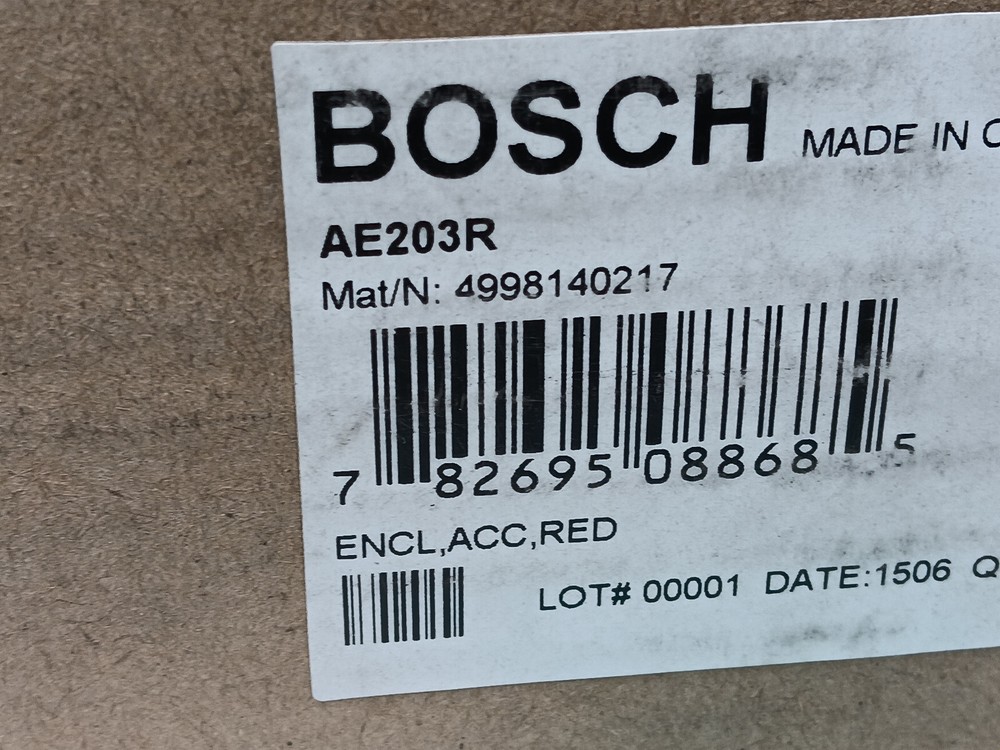 BOSCH MADE IN
AE203R
Mat/N: 4998140217
7 82695 08868 5
ENCL,ACC,RED
LOT# 00001 DATE:1506